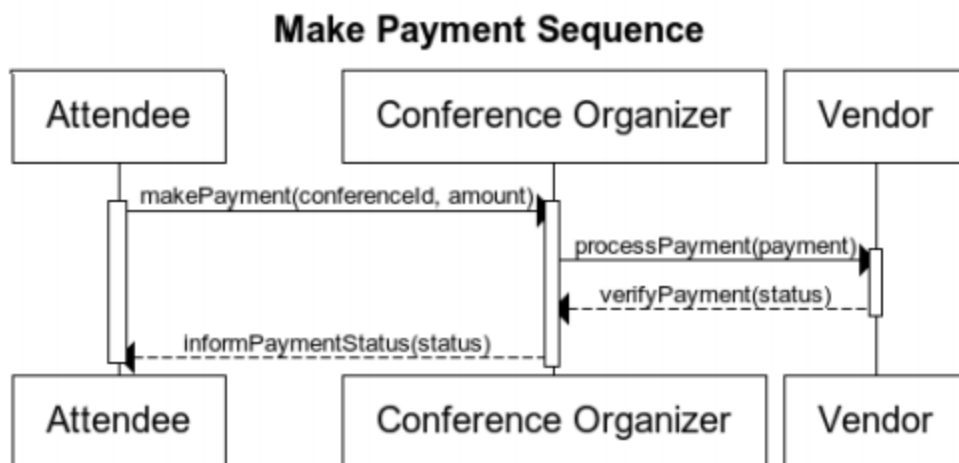 Make Payment Sequence
Attendee
Conference Organizer
Vendor
makePayment(conferenceId, amount)
processPayment(payment)
verifyPayment(status)
informPaymentStatus(status)
Attendee
Conference Organizer
Vendor